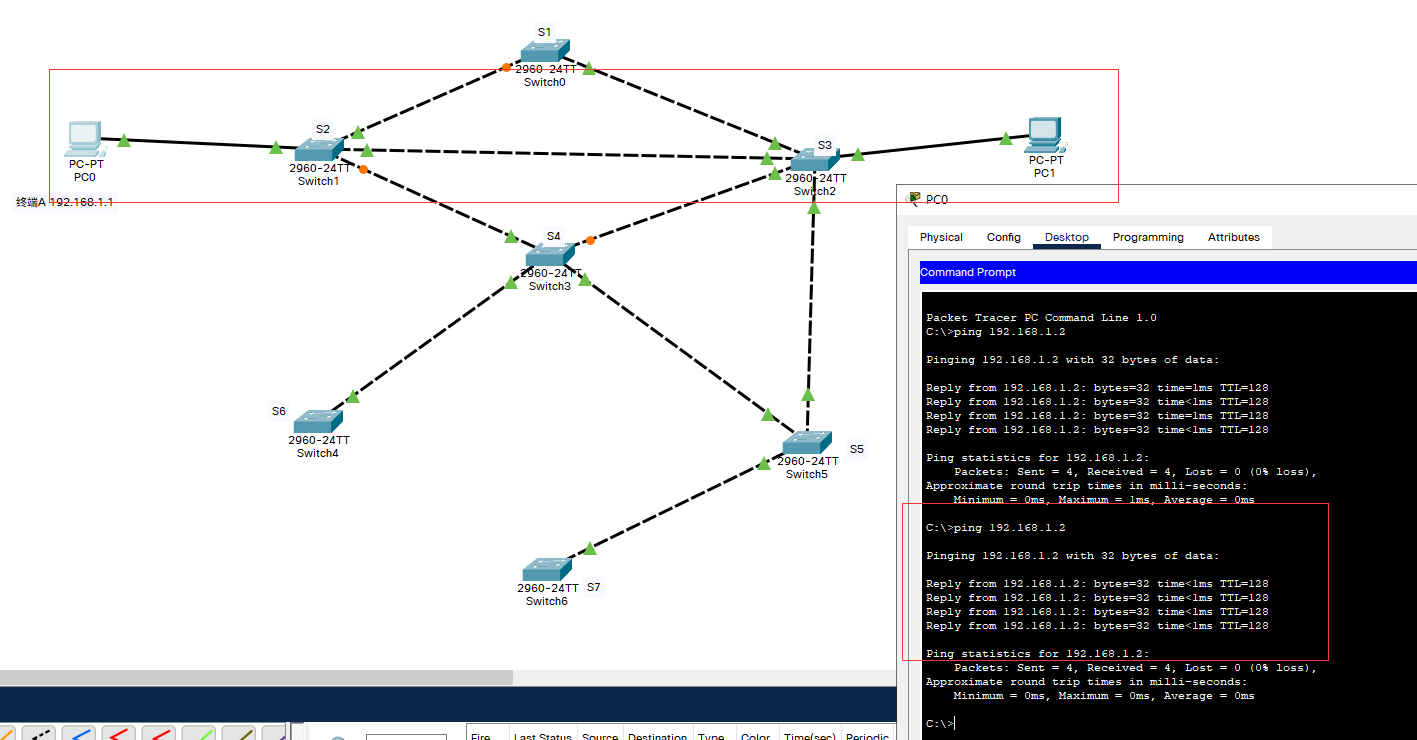 S1
2960-24TT
Switch0
S2
2960-24TT
Switch1
S3
2960-24TT
Switch2
PC-PT
PC0
PC-PT
PC1
终端A 192.168.1.1
S4
2960-24TT
Switch3
S6
2960-24TT
Switch4
S5
2960-24TT
Switch5
S7
2960-24TT
Switch6
PC0
Physical Config Desktop Programming Attributes
Command Prompt
Packet Tracer PC Command Line 1.0
C:\>ping 192.168.1.2
Pinging 192.168.1.2 with 32 bytes of data:
Reply from 192.168.1.2: bytes=32 time=1ms TTL=128
Reply from 192.168.1.2: bytes=32 time<1ms TTL=128
Reply from 192.168.1.2: bytes=32 time=1ms TTL=128
Reply from 192.168.1.2: bytes=32 time<1ms TTL=128
Ping statistics for 192.168.1.2:
Packets: Sent = 4, Received = 4, Lost = 0 (0% loss),
Approximate round trip times in milli-seconds:
Minimum = 0ms, Maximum = 1ms, Average = 0ms
C:\>ping 192.168.1.2
Pinging 192.168.1.2 with 32 bytes of data:
Reply from 192.168.1.2: bytes=32 time<1ms TTL=128
Reply from 192.168.1.2: bytes=32 time<1ms TTL=128
Reply from 192.168.1.2: bytes=32 time<1ms TTL=128
Reply from 192.168.1.2: bytes=32 time<1ms TTL=128
Ping statistics for 192.168.1.2:
Packets: Sent = 4, Received = 4, Lost = 0 (0% loss),
Approximate round trip times in milli-seconds:
Minimum = 0ms, Maximum = 0ms, Average = 0ms
C:\>
Fire Last Status Source Destination Type Color Time(sec) Periodic